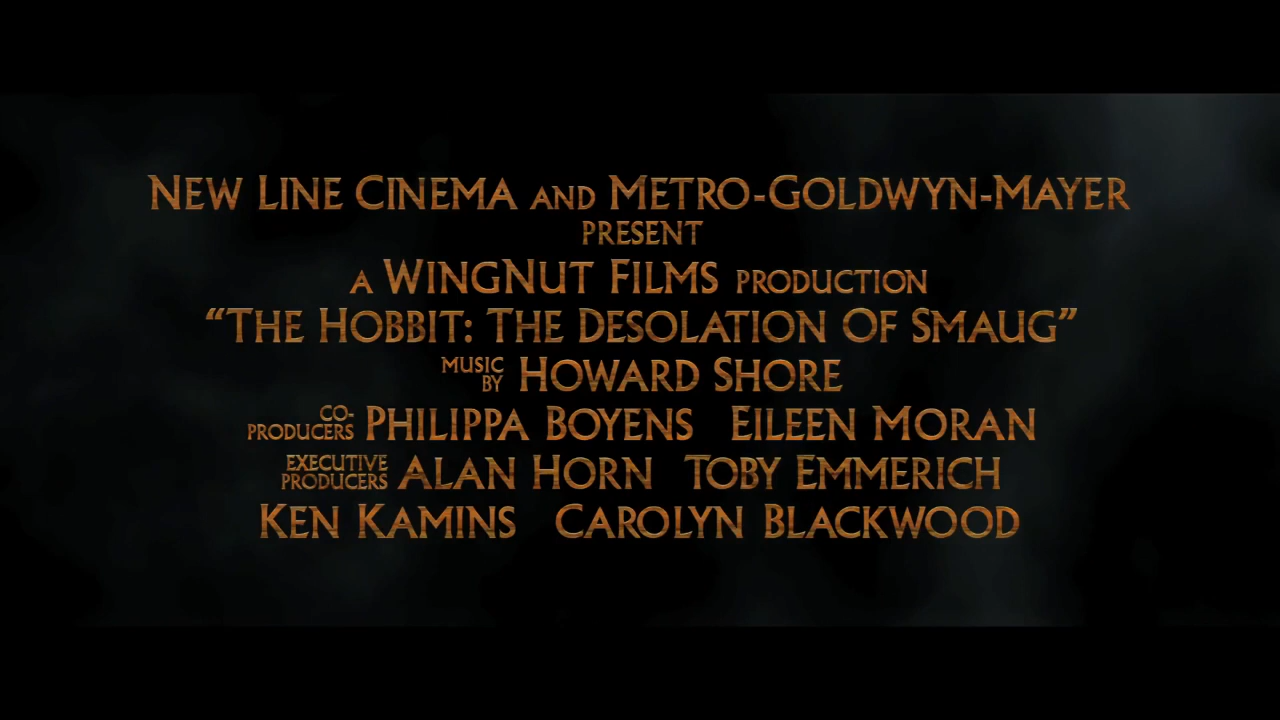 NEW LINE CINEMA AND METRO-GOLDWYN-MAYER
PRESENT
A WINGNUT FILMS PRODUCTION
“THE HOBBIT: THE DESOLATION OF SMAUG”
MUSIC BY HOWARD SHORE
CO-PRODUCERS PHILIPPA BOYENS EILEEN MORAN
EXECUTIVE PRODUCERS ALAN HORN TOBY EMMERICH
KEN KAMINS CAROLYN BLACKWOOD